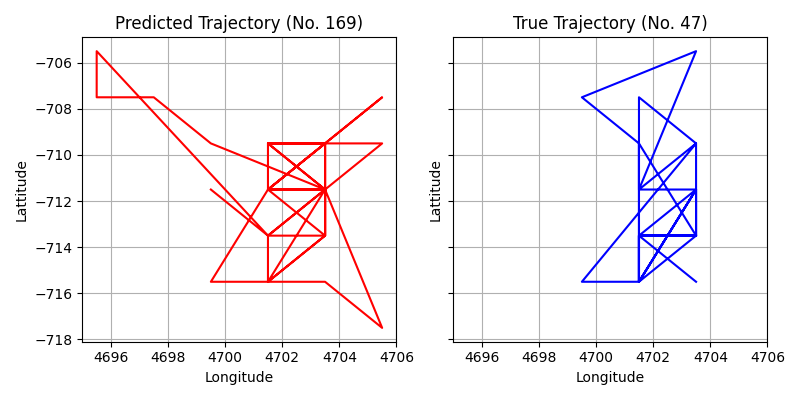 Predicted Trajectory (No. 169)
True Trajectory (No. 47)
−706
−708
−710
−712
−714
−716
−718
Lattitude
Lattitude
4696 4698 4700 4702 4704 4706
4696 4698 4700 4702 4704 4706
Longitude
Longitude